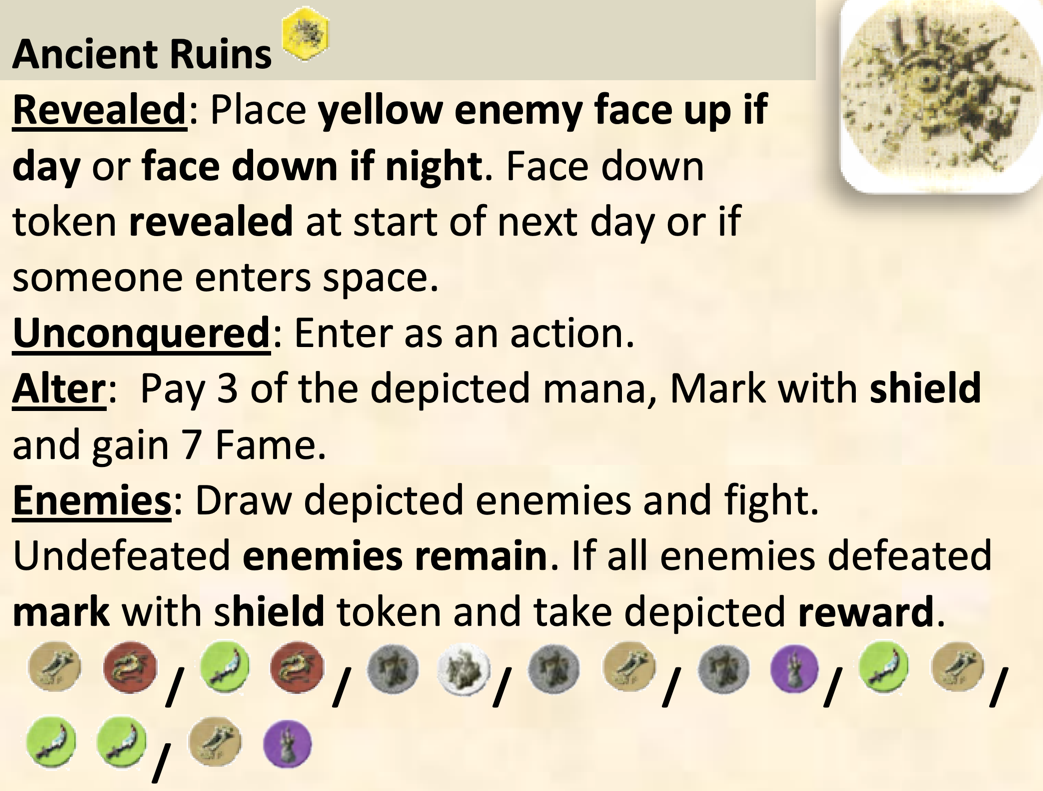 Ancient Ruins
Revealed: Place yellow enemy face up if
day or face down if night. Face down
token revealed at start of next day or if
someone enters space.
Unconquered: Enter as an action.
Alter:  Pay 3 of the depicted mana, Mark with shield
and gain 7 Fame.
Enemies: Draw depicted enemies and fight.
Undefeated enemies remain. If all enemies defeated
mark with shield token and take depicted reward.
/ / / / / /
/